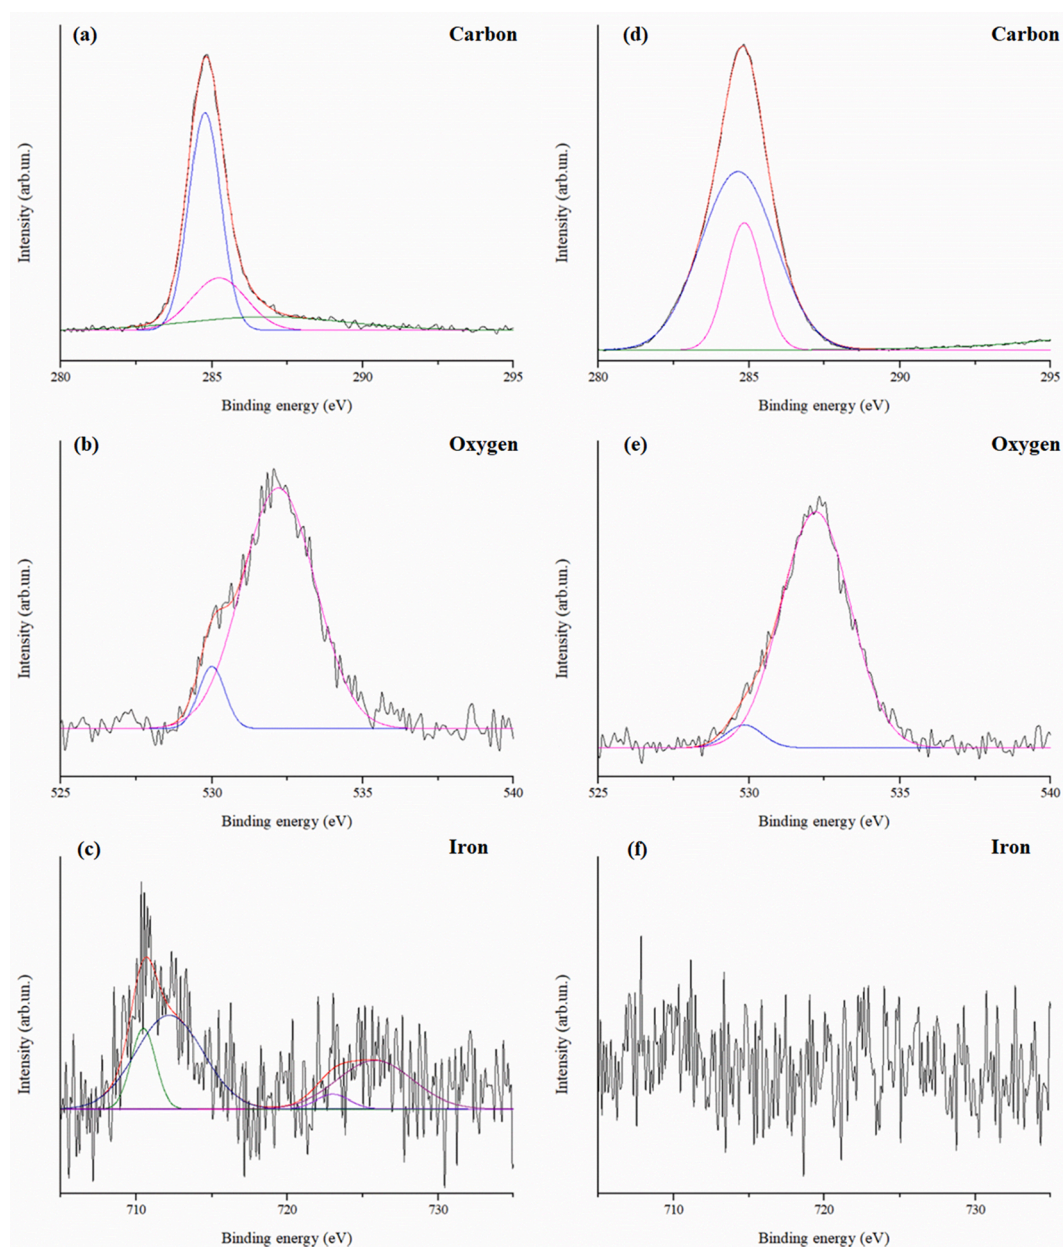 (a) Carbon
Intensity (arb.un.)
280 285 290 295
Binding energy (eV)
(d) Carbon
Intensity (arb.un.)
280 285 290 295
Binding energy (eV)
(b) Oxygen
Intensity (arb.un.)
525 530 535 540
Binding energy (eV)
(e) Oxygen
Intensity (arb.un.)
525 530 535 540
Binding energy (eV)
(c) Iron
Intensity (arb.un.)
710 720 730
Binding energy (eV)
(f) Iron
Intensity (arb.un.)
710 720 730
Binding energy (eV)